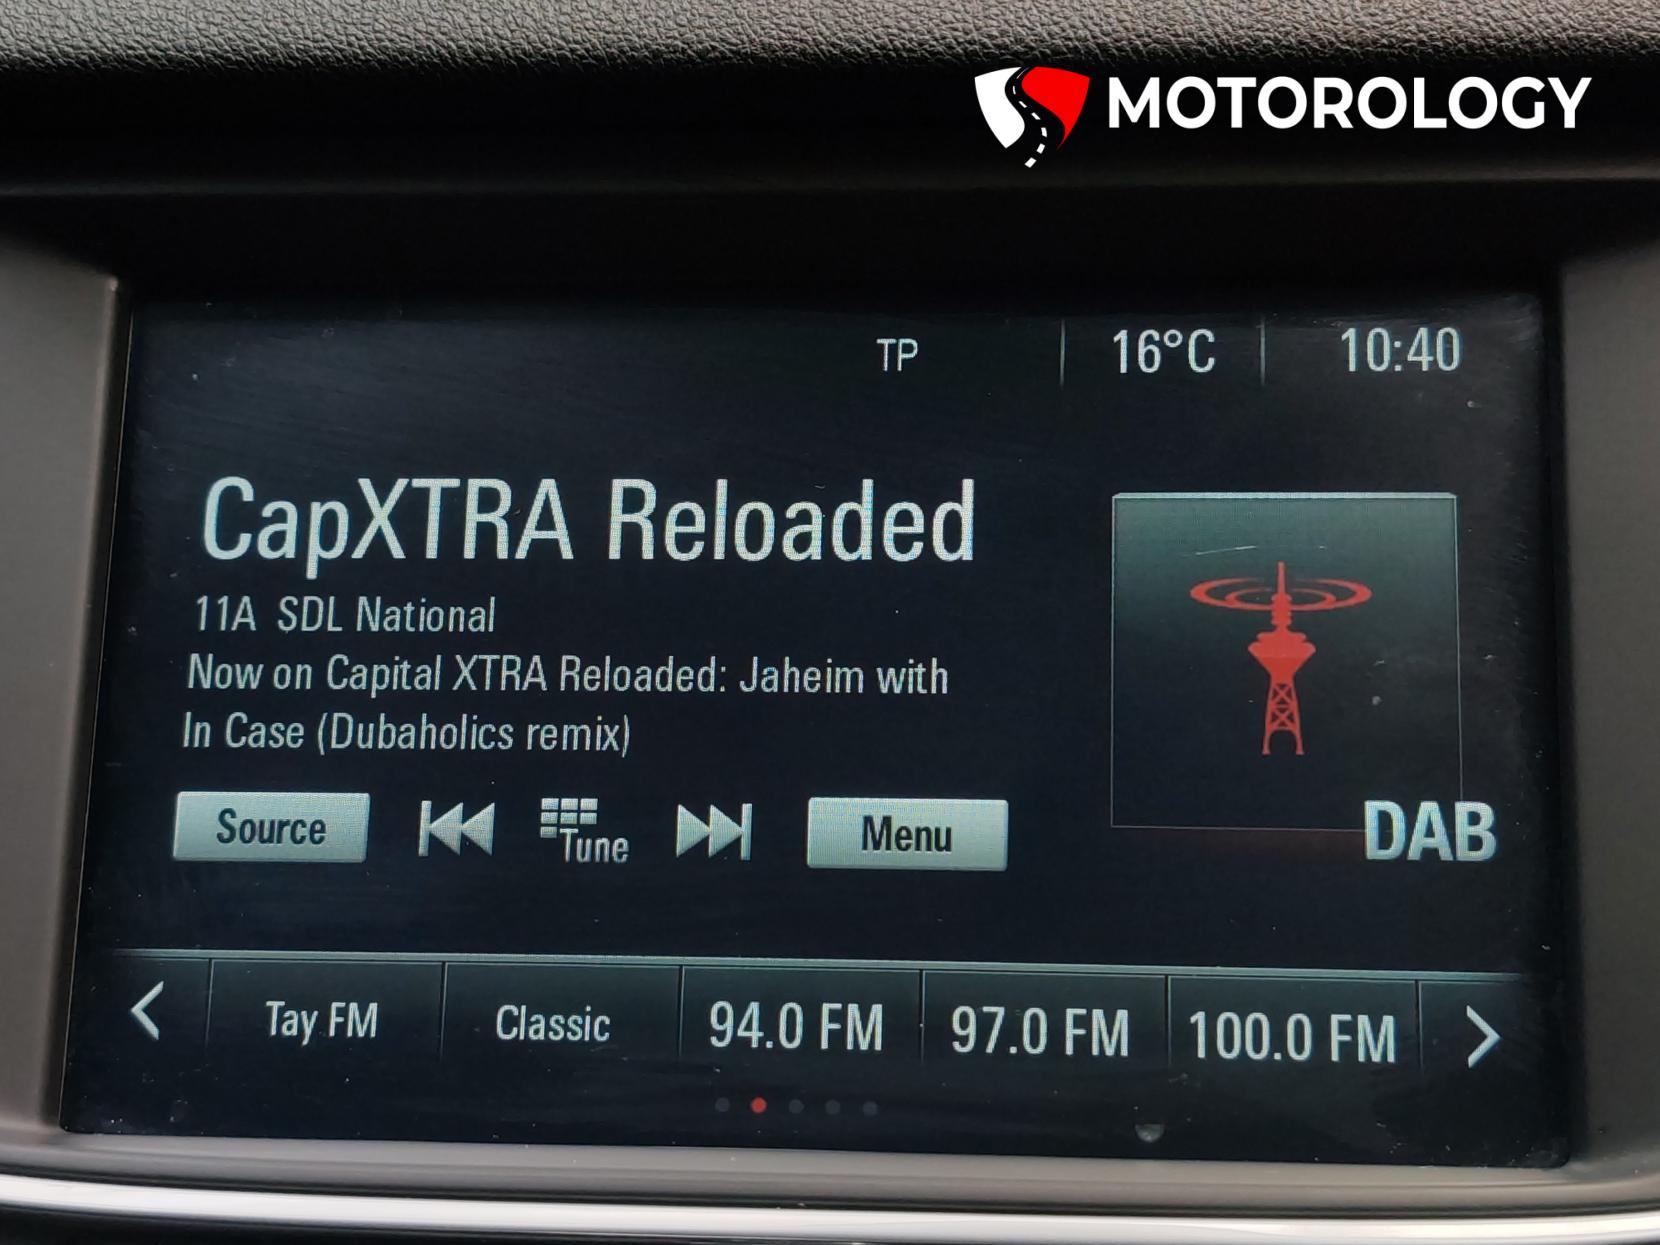 MOTOROLOGY
TP 16°C 10:40
CapXTRA Reloaded
11A SDL National
Now on Capital XTRA Reloaded: Jaheim with
In Case (Dubaholics remix)
Source Tune Menu
DAB
Tay FM Classic 94.0 FM 97.0 FM 100.0 FM